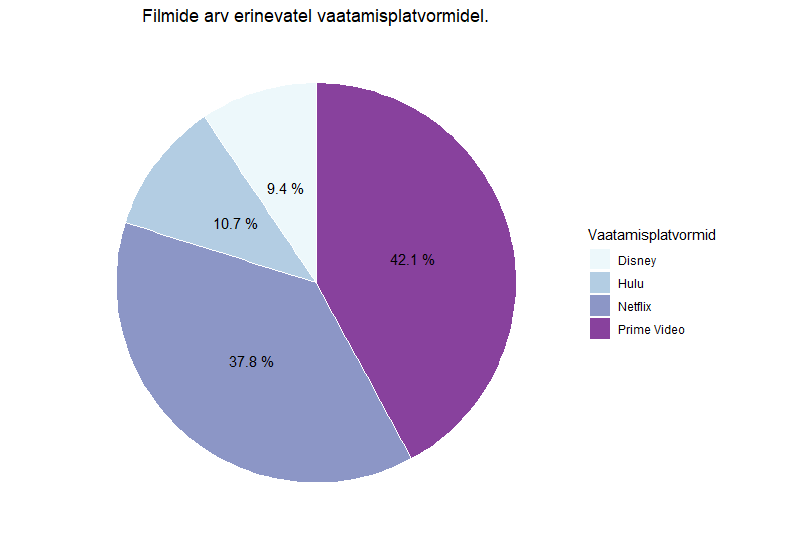 Filmide arv erinevatel vaatamisplatvormidel.
9.4 %
10.7 %
42.1 %
37.8 %
Vaatamisplatvormid
Disney
Hulu
Netflix
Prime Video